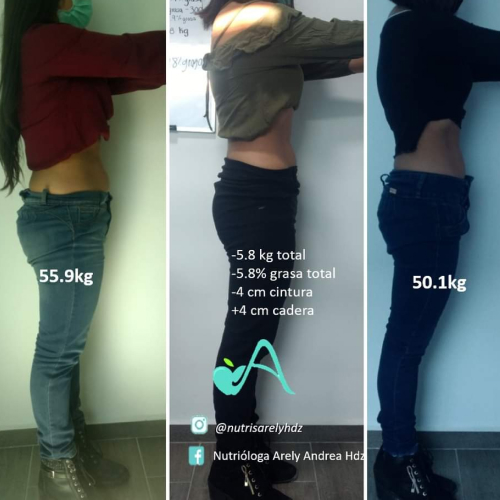 55.9kg
-5.8 kg total
-5.8% grasa total
-4 cm cintura
+4 cm cadera
50.1kg
@nutrisarelyhdz
Nutrióloga Arely Andrea Hdz